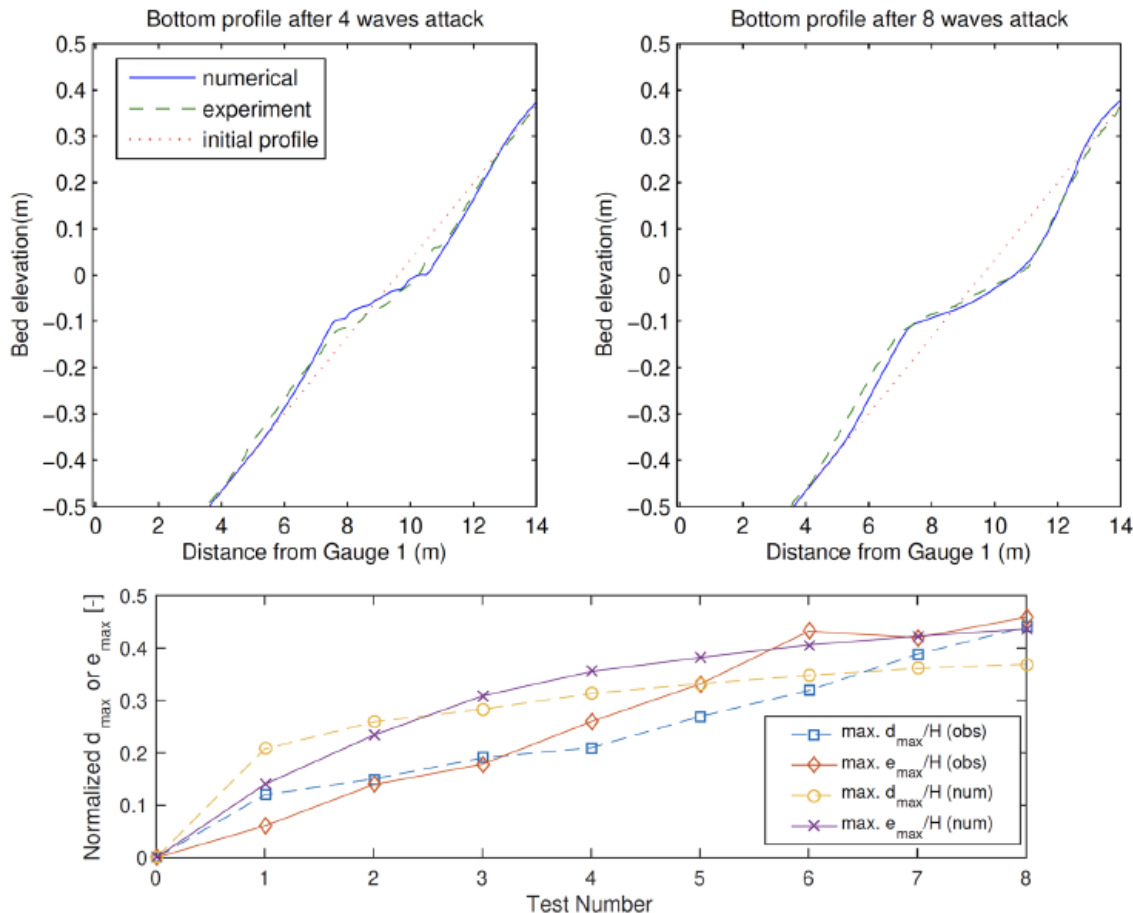 Bottom profile after 4 waves attack
0.5
0.4
0.3
0.2
0.1
0
−0.1
−0.2
−0.3
−0.4
−0.5
Bed elevation(m)
numerical
experiment
initial profile
0 2 4 6 8 10 12 14
Distance from Gauge 1 (m)
Bottom profile after 8 waves attack
0.5
0.4
0.3
0.2
0.1
0
−0.1
−0.2
−0.3
−0.4
−0.5
Bed elevation(m)
0 2 4 6 8 10 12 14
Distance from Gauge 1 (m)
Normalized d_max or e_max [-]
0.5
0.4
0.3
0.2
0.1
0
max. d_max/H (obs)
max. e_max/H (obs)
max. d_max/H (num)
max. e_max/H (num)
0 1 2 3 4 5 6 7 8
Test Number